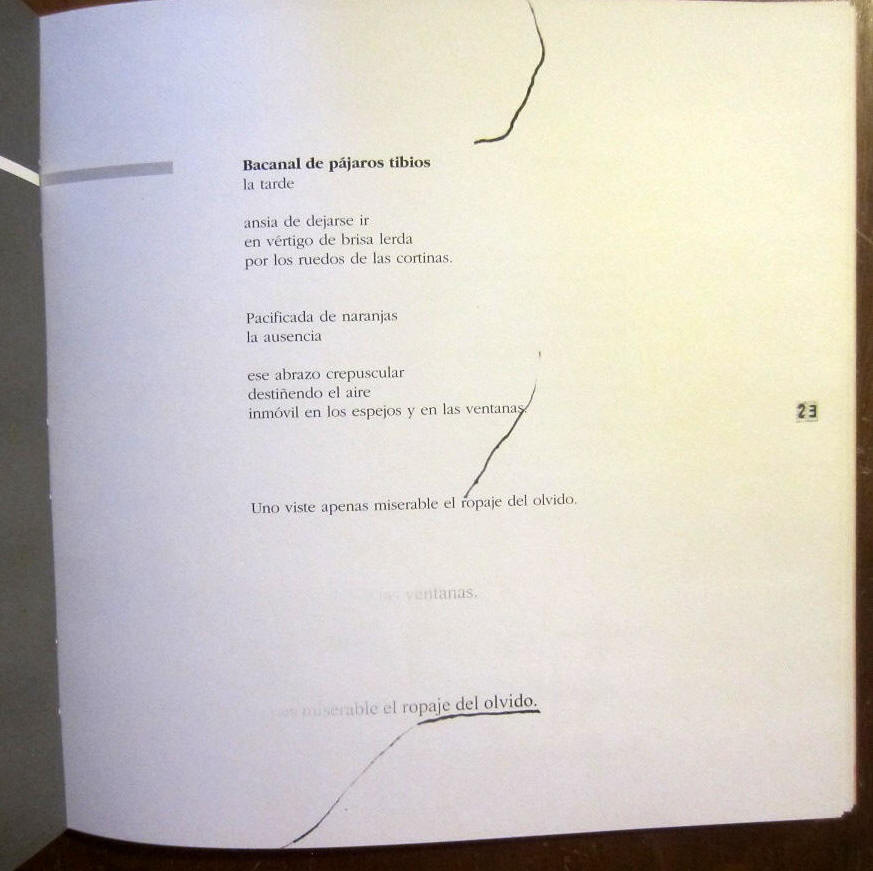 Bacanal de pájaros tibios
la tarde
ansia de dejarse ir
en vértigo de brisa lerda
por los ruedos de las cortinas.
Pacificada de naranjas
la ausencia
ese abrazo crepuscular
destiñendo el aire
inmóvil en los espejos y en las ventanas.
23
Uno viste apenas miserable el ropaje del olvido.
las ventanas.
miserable el ropaje del olvido.